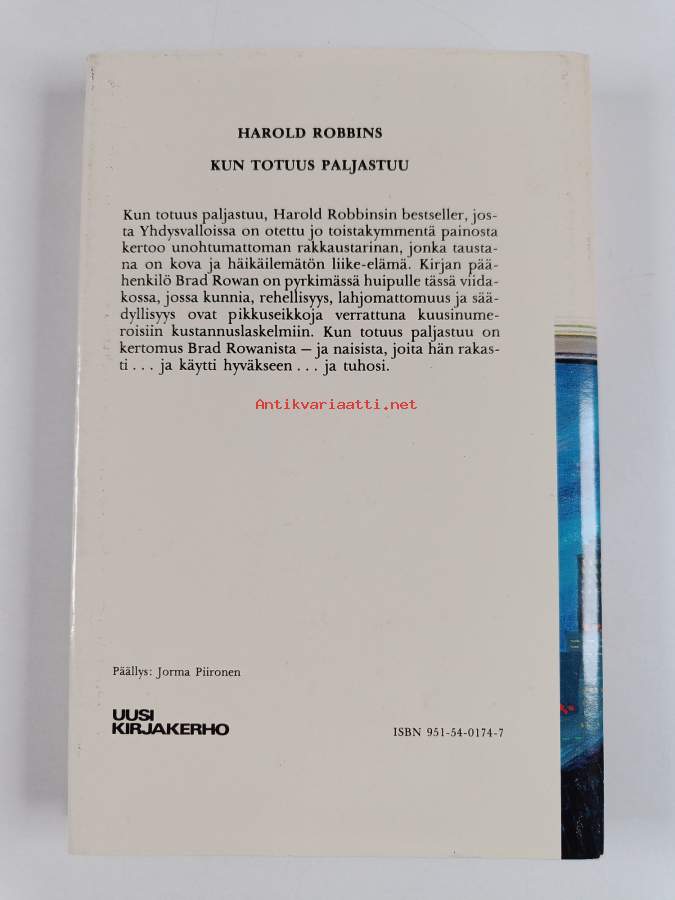 HAROLD ROBBINS
KUN TOTUUS PALJASTUU
Kun totuus paljastuu, Harold Robbinsin bestseller, jos-
ta Yhdysvalloissa on otettu jo toistakymmentä painosta
kertoo unohtumattoman rakkaustarinan, jonka tausta-
na on kova ja häikäilemätön liike-elämä. Kirjan pää-
henkilö Brad Rowan on pyrkimässä huipulle tässä viida-
kossa, jossa kunnia, rehellisyys, lahjomattomuus ja sää-
dyllisyys ovat pikkuseikkoja verrattuna kuusinume-
roisiin kustannuslaskelmiin. Kun totuus paljastuu on
kertomus Brad Rowanista – ja naisista, joita hän rakas-
ti . . . ja käytti hyväkseen . . . ja tuhosi.
Antikvariaatti.net
Päällys: Jorma Piironen
UUSI
KIRJAKERHO
ISBN 951-54-0174-7